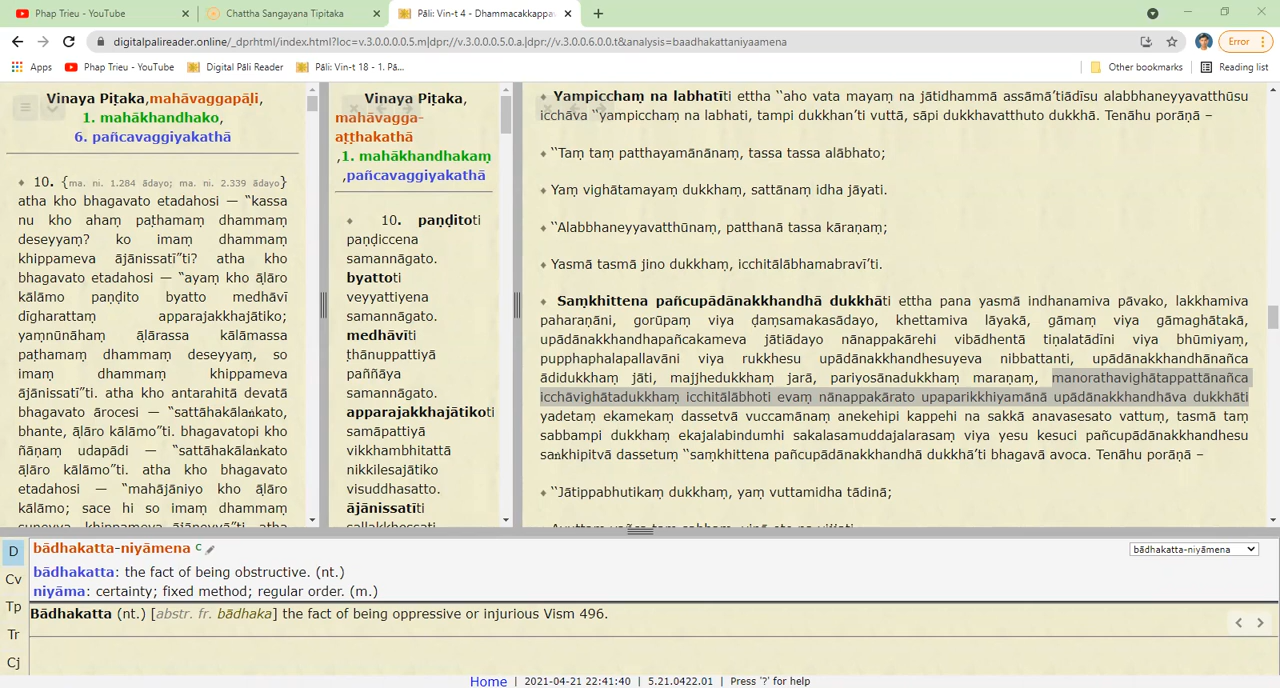 Phap Trieu - YouTube
Chattha Sangayana Tipitaka
Pāli: Vin-t 4 - Dhammacakkappa
digitalpalireader.online/_dprhtml/index.html?loc=v.3.0.0.0.0.5.m|dpr://v.3.0.0.0.5.0.a.|dpr://v.3.0.0.6.0.0.t&analysis=baadhakattaniyaamena
Error
Apps
Phap Trieu - YouTube
Digital Pāli Reader
Pāli: Vin-t 18 - 1. Pā...
Other bookmarks
Reading list
Vinaya Piṭaka,mahāvaggapāḷi,
1. mahākhandhako,
6. pañcavaggiyakathā
♦ 10. {ma. ni. 1.284 ādayo; ma. ni. 2.339 ādayo}
atha kho bhagavato etadahosi — “kassa
nu kho ahaṃ paṭhamaṃ dhammaṃ
deseyyaṃ? ko imaṃ dhammaṃ
khippameva ājānissatī”ti? atha kho
bhagavato etadahosi — “ayaṃ kho āḷāro
kālāmo paṇḍito byatto medhāvī
dīgharattaṃ apparajakkhajātiko;
yaṃnūnāhaṃ āḷārassa kālāmassa
paṭhamaṃ dhammaṃ deseyyaṃ, so
imaṃ dhammaṃ khippameva
ājānissatī”ti. atha kho antarahitā devatā
bhagavato ārocesi — “sattāhakālaṅkato,
bhante, āḷāro kālāmo”ti. bhagavatopi kho
ñāṇaṃ udapādi — “sattāhakālaṅkato
āḷāro kālāmo”ti. atha kho bhagavato
etadahosi — “mahājāniyo kho āḷāro
kālāmo; sace hi so imaṃ dhammaṃ
suṇeyya, khippameva ājāneyyā”ti. atha
Vinaya Piṭaka,
mahāvagga-
aṭṭhakathā
,1. mahākhandhakaṃ
,pañcavaggiyakathā
♦ 10. paṇḍitoti
paṇḍiccena
samannāgato.
byattoti
veyyattiyena
samannāgato.
medhāvīti
ṭhānuppattiyā
paññāya
samannāgato.
apparajakkhajātikoti
samāpattiyā
vikkhambhitattā
nikkilesajātiko
visuddhasatto.
ājānissatīti
sallakkhessati
♦ Yampicchaṃ na labhatīti ettha ‘‘aho vata mayaṃ na jātidhammā assāmā’tiādīsu alabbhaneyyavatthūsu
icchāva ‘‘yampicchaṃ na labhati, tampi dukkhan’ti vuttā, sāpi dukkhavatthuto dukkhā. Tenāhu porāṇā –
♦ ‘‘Taṃ taṃ patthayamānānaṃ, tassa tassa alābhato;
♦ Yaṃ vighātamayaṃ dukkhaṃ, sattānaṃ idha jāyati.
♦ ‘‘Alabbhaneyyavatthūnaṃ, patthanā tassa kāraṇaṃ;
♦ Yasmā tasmā jino dukkhaṃ, icchitālābhamabravī’ti.
♦ Saṃkhittena pañcupādānakkhandhā dukkhāti ettha pana yasmā indhanamiva pāvako, lakkhamiva
paharaṇāni, gorūpaṃ viya ḍaṃsamakasādayo, khettamiva lāyakā, gāmaṃ viya gāmaghātakā,
upādānakkhandhapañcakameva jātiādayo nānappakārehi vibādhentā tiṇalatādīni viya bhūmiyaṃ,
pupphaphalapallavāni viya rukkhesu upādānakkhandhesuyeva nibbattanti, upādānakkhandhānañca
ādidukkhaṃ jāti, majjhedukkhaṃ jarā, pariyosānadukkhaṃ maraṇaṃ, manorathavighātappattānañca
icchāvighātadukkhaṃ icchitālābhoti evaṃ nānappakārato upaparikkhiyamānā upādānakkhandhāva dukkhāti
yadetaṃ ekamekaṃ dassetvā vuccamānaṃ anekehipi kappehi na sakkā anavasesato vattuṃ, tasmā taṃ
sabbampi dukkhaṃ ekajalabindumhi sakalasamuddajalarasaṃ viya yesu kesuci pañcupādānakkhandhesu
saṅkhipitvā dassetuṃ ‘‘saṃkhittena pañcupādānakkhandhā dukkhā’ti bhagavā avoca. Tenāhu porāṇā –
♦ ‘‘Jātippabhutikaṃ dukkhaṃ, yaṃ vuttamidha tādinā;
D
Cv
Tp
Tr
Cj
bādhakatta-niyāmena c
bādhakatta-niyāmena
bādhakatta: the fact of being obstructive. (nt.)
niyāma: certainty; fixed method; regular order. (m.)
Bādhakatta (nt.) [abstr. fr. bādhaka] the fact of being oppressive or injurious Vism 496.
Home | 2021-04-21 22:41:40 | 5.21.0422.01 | Press '?' for help